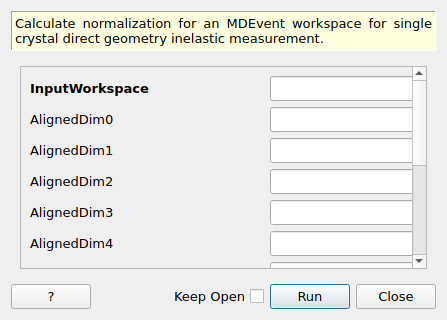 Calculate normalization for an MDEvent workspace for single
crystal direct geometry inelastic measurement.
InputWorkspace
AlignedDim0
AlignedDim1
AlignedDim2
AlignedDim3
AlignedDim4
? Keep Open Run Close